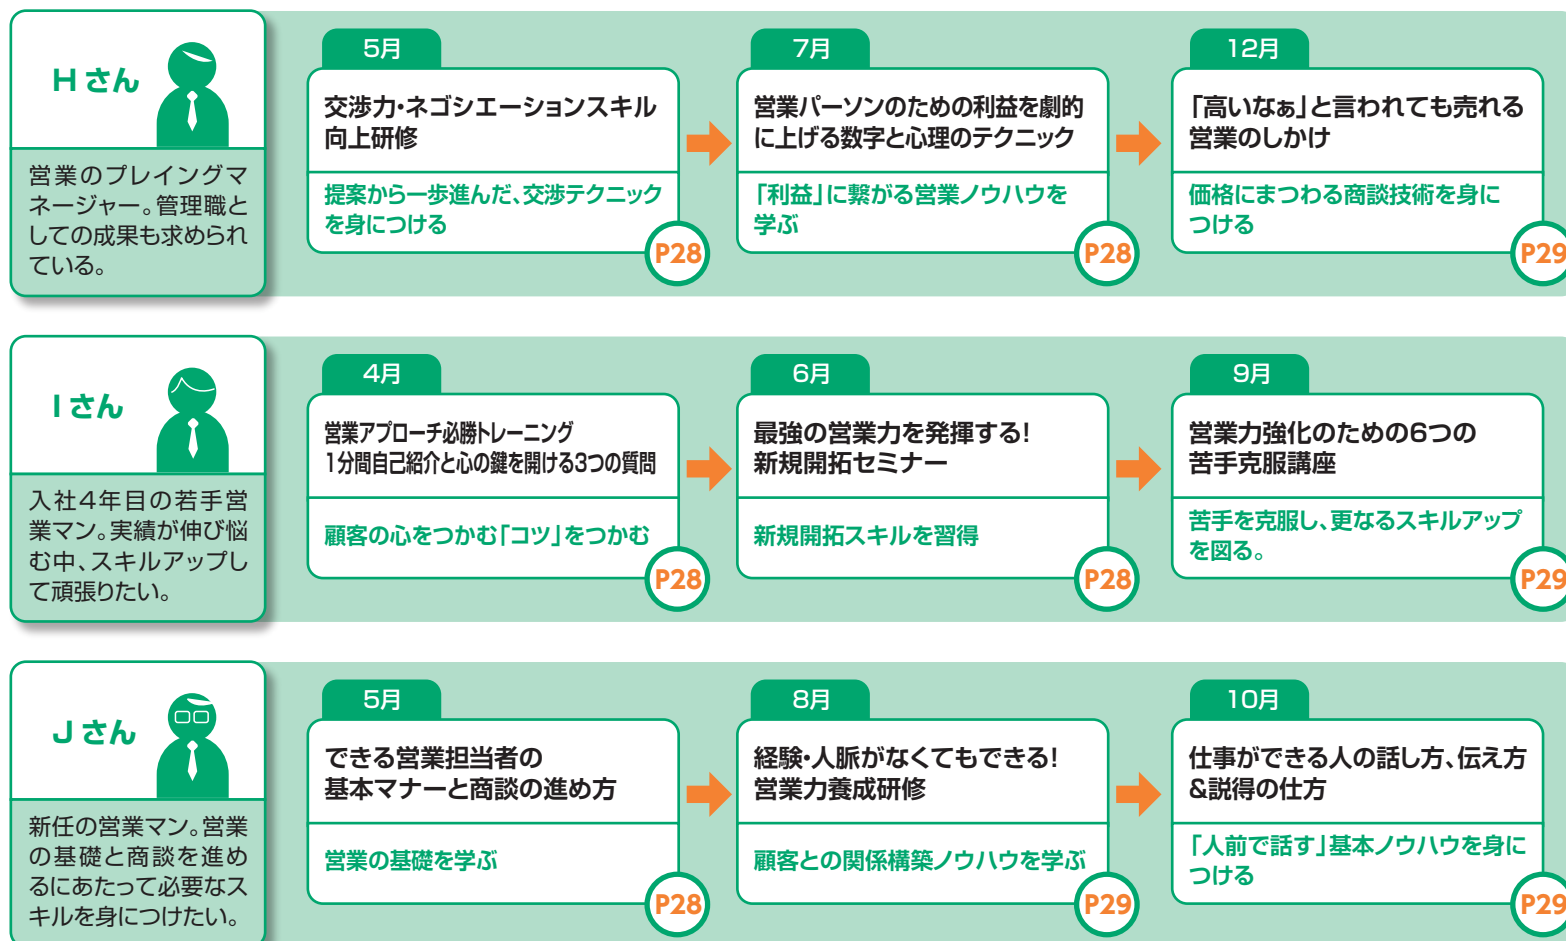 Hさん
営業のプレイングマ
ネージャー。管理職と
しての成果も求められ
ている。
5月
交渉力・ネゴシエーションスキル
向上研修
提案から一歩進んだ、交渉テクニック
を身につける
P28
7月
営業パーソンのための利益を劇的
に上げる数字と心理のテクニック
「利益」に繋がる営業ノウハウを
学ぶ
P28
12月
「高いなぁ」と言われても売れる
営業のしかけ
価格にまつわる商談技術を身に
つける
P29
Iさん
入社4年目の若手営
業マン。実績が伸び悩
む中、スキルアップし
て頑張りたい。
4月
営業アプローチ必勝トレーニング
1分間自己紹介と心の鍵を開ける3つの質問
顧客の心をつかむ「コツ」をつかむ
P28
6月
最強の営業力を発揮する!
新規開拓セミナー
新規開拓スキルを習得
P28
9月
営業力強化のための6つの
苦手克服講座
苦手を克服し、更なるスキルアップ
を図る。
P29
Jさん
新任の営業マン。営業
の基礎と商談を進め
るにあたって必要なス
キルを身につけたい。
5月
できる営業担当者の
基本マナーと商談の進め方
営業の基礎を学ぶ
P28
8月
経験・人脈がなくてもできる!
営業力養成研修
顧客との関係構築ノウハウを学ぶ
P29
10月
仕事ができる人の話し方、伝え方
&説得の仕方
「人前で話す」基本ノウハウを身に
つける
P29